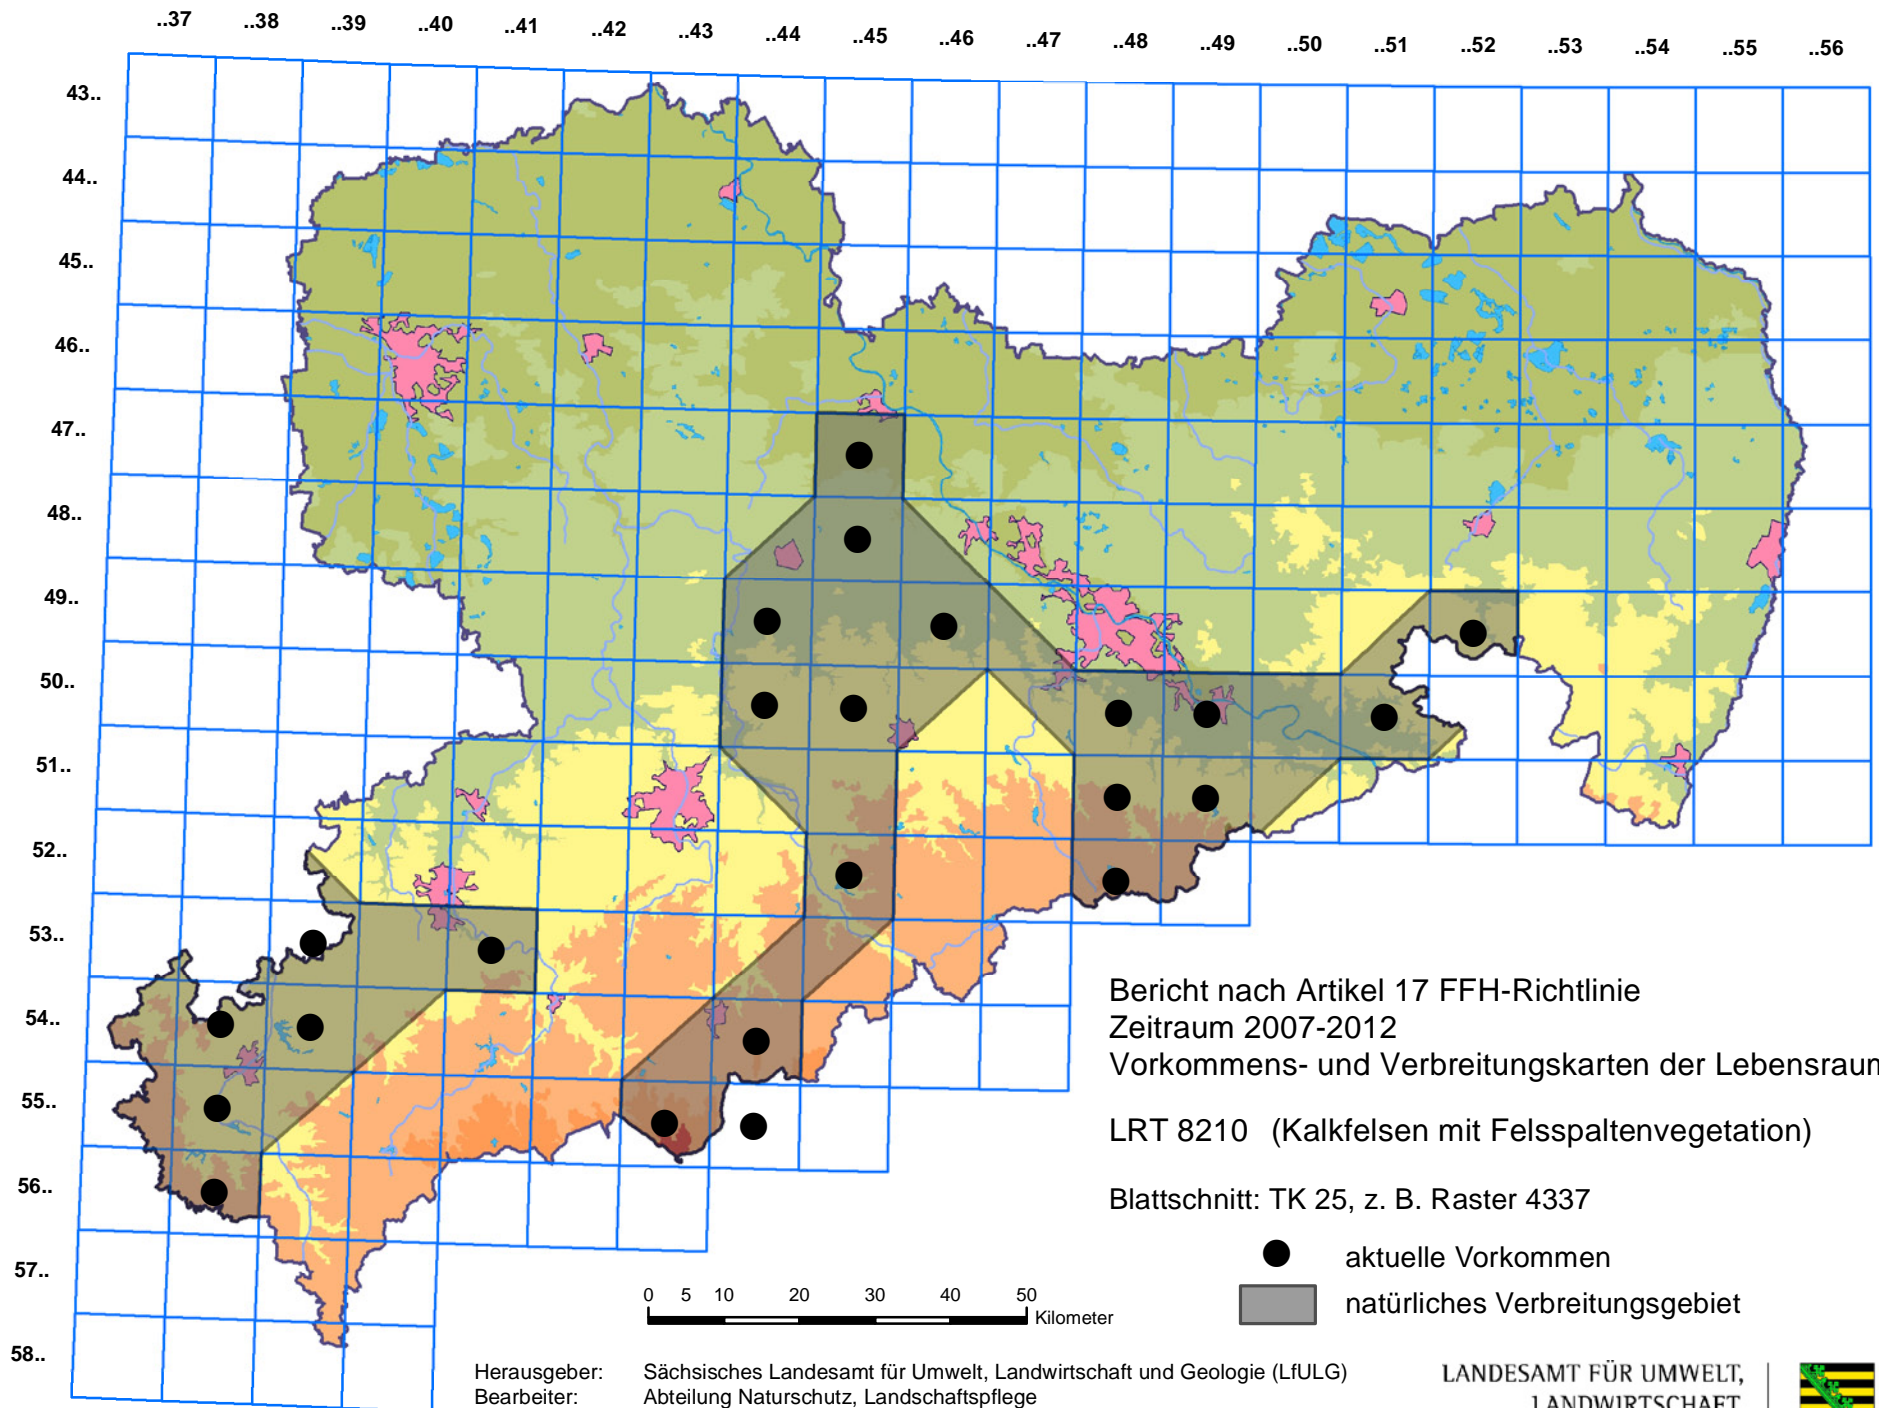 ..37 ..38 ..39 ..40 ..41 ..42 ..43 ..44 ..45 ..46 ..47 ..48 ..49 ..50 ..51 ..52 ..53 ..54 ..55 ..56
43..
44..
45..
46..
47..
48..
49..
50..
51..
52..
53..
54..
55..
56..
57..
58..
Bericht nach Artikel 17 FFH-Richtlinie
Zeitraum 2007-2012
Vorkommens- und Verbreitungskarten der Lebensraum
LRT 8210 (Kalkfelsen mit Felsspaltenvegetation)
Blattschnitt: TK 25, z. B. Raster 4337
aktuelle Vorkommen
natürliches Verbreitungsgebiet
0 5 10 20 30 40 50
Kilometer
Herausgeber: Sächsisches Landesamt für Umwelt, Landwirtschaft und Geologie (LfULG)
Bearbeiter: Abteilung Naturschutz, Landschaftspflege
LANDESAMT FÜR UMWELT,
LANDWIRTSCHAFT